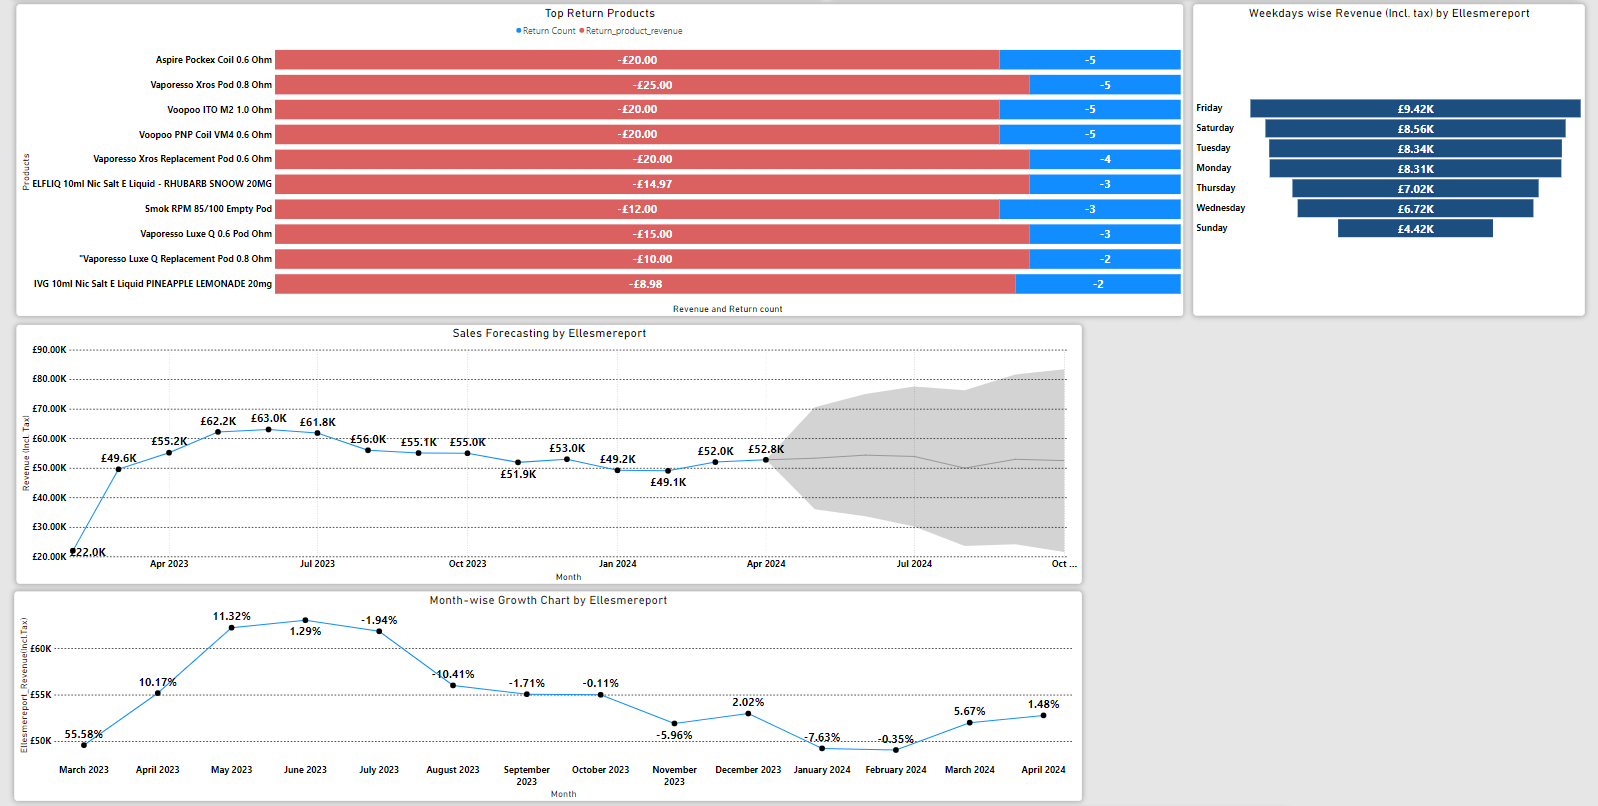 Top Return Products
Return Count Return_product_revenue
Products
Aspire Pockex Coil 0.6 Ohm -£20.00 -5
Vaporesso Xros Pod 0.8 Ohm -£25.00 -5
Voopoo ITO M2 1.0 Ohm -£20.00 -5
Voopoo PNP Coil VM4 0.6 Ohm -£20.00 -5
Vaporesso Xros Replacement Pod 0.6 Ohm -£20.00 -4
ELFLIQ 10ml Nic Salt E Liquid - RHUBARB SNOOW 20MG -£14.97 -3
Smok RPM 85/100 Empty Pod -£12.00 -3
Vaporesso Luxe Q 0.6 Pod Ohm -£15.00 -3
"Vaporesso Luxe Q Replacement Pod 0.8 Ohm -£10.00 -2
IVG 10ml Nic Salt E Liquid PINEAPPLE LEMONADE 20mg -£8.98 -2
Revenue and Return count
Weekdays wise Revenue (Incl. tax) by Ellesmereport
Friday £9.42K
Saturday £8.56K
Tuesday £8.34K
Monday £8.31K
Thursday £7.02K
Wednesday £6.72K
Sunday £4.42K
Sales Forecasting by Ellesmereport
Revenue (Incl. Tax)
£90.00K
£80.00K
£70.00K
£60.00K
£50.00K
£40.00K
£30.00K
£20.00K
£22.0K
£49.6K
£55.2K
£62.2K
£63.0K
£61.8K
£56.0K
£55.1K
£55.0K
£51.9K
£53.0K
£49.2K
£49.1K
£52.0K
£52.8K
Apr 2023 Jul 2023 Oct 2023 Jan 2024 Apr 2024 Jul 2024 Oct ...
Month
Month-wise Growth Chart by Ellesmereport
Ellesmereport_Revenue(Incl.Tax)
£60K
£55K
£50K
55.58%
10.17%
11.32%
1.29%
-1.94%
-10.41%
-1.71%
-0.11%
-5.96%
2.02%
-7.63%
-0.35%
5.67%
1.48%
March 2023 April 2023 May 2023 June 2023 July 2023 August 2023 September October 2023 November December 2023 January 2024 February 2024 March 2024 April 2024
2023 2023
Month